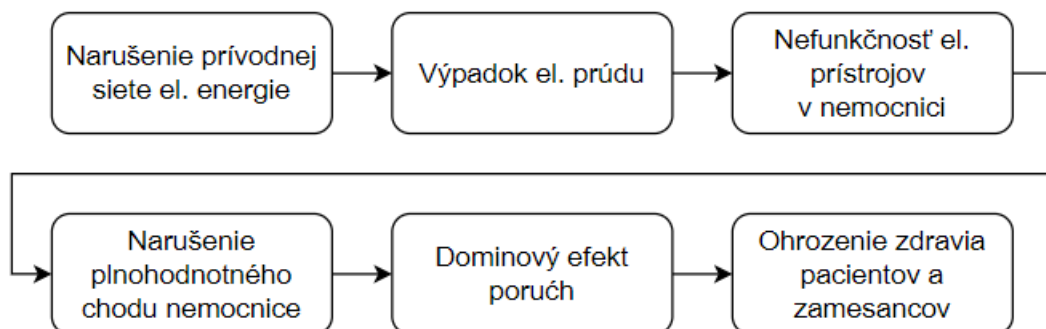 Narušenie prívodnej
siete el. energie
Výpadok el. prúdu
Nefunkčnosť el.
prístrojov
v nemocnici
Narušenie
plnohodnotného
chodu nemocnice
Dominový efekt
porúćh
Ohrozenie zdravia
pacientov a
zamesancov